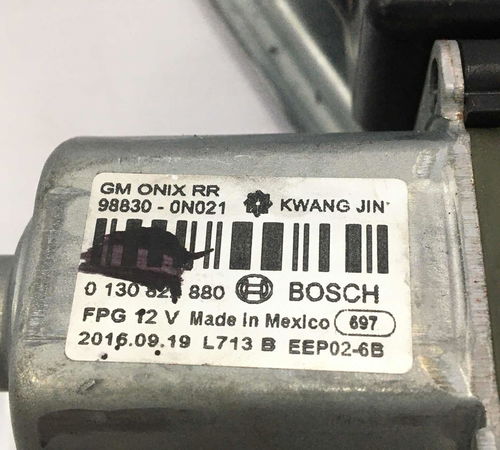 GM ONIX RR
98830 - 0N021 KWANG JIN
0 130 82 880 BOSCH
FPG 12 V Made in Mexico 697
2016.09.19 L713 B EEP02-6B